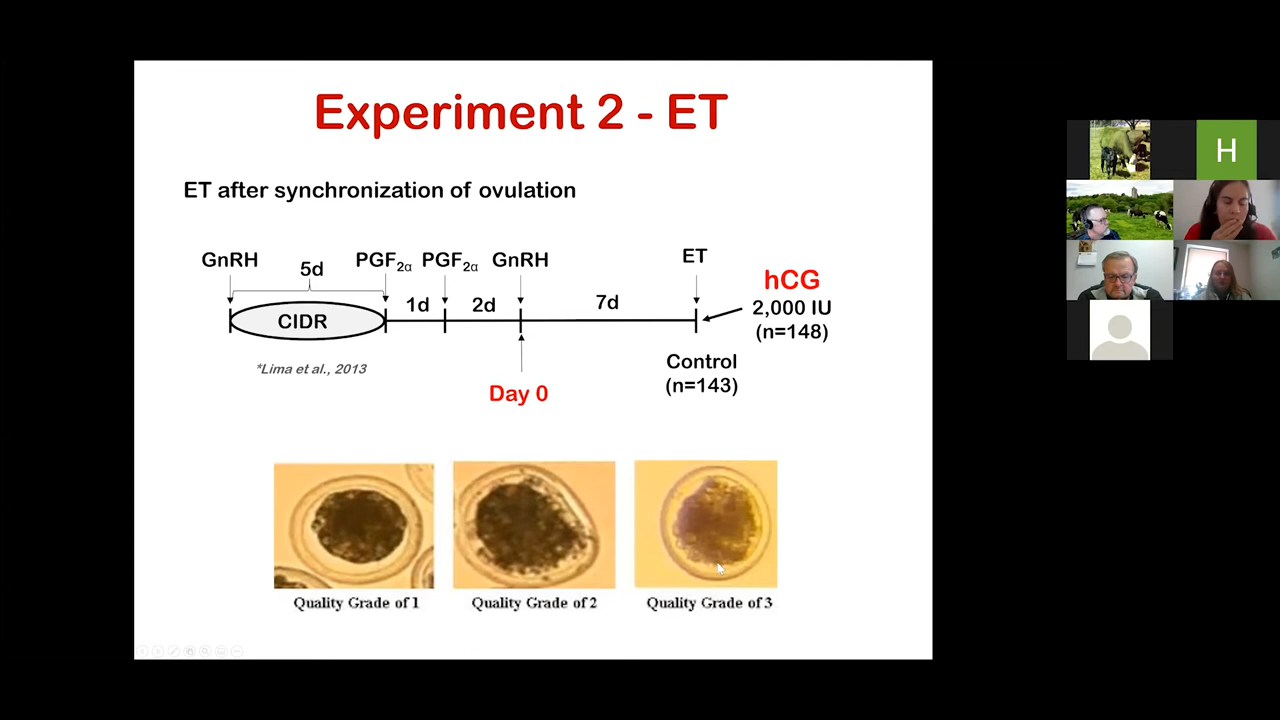 Experiment 2 - ET
ET after synchronization of ovulation
GnRH
5d
PGF2α
PGF2α
GnRH
ET
1d
2d
7d
CIDR
hCG
2,000 IU
(n=148)
*Lima et al., 2013
Day 0
Control
(n=143)
Quality Grade of 1
Quality Grade of 2
Quality Grade of 3
H